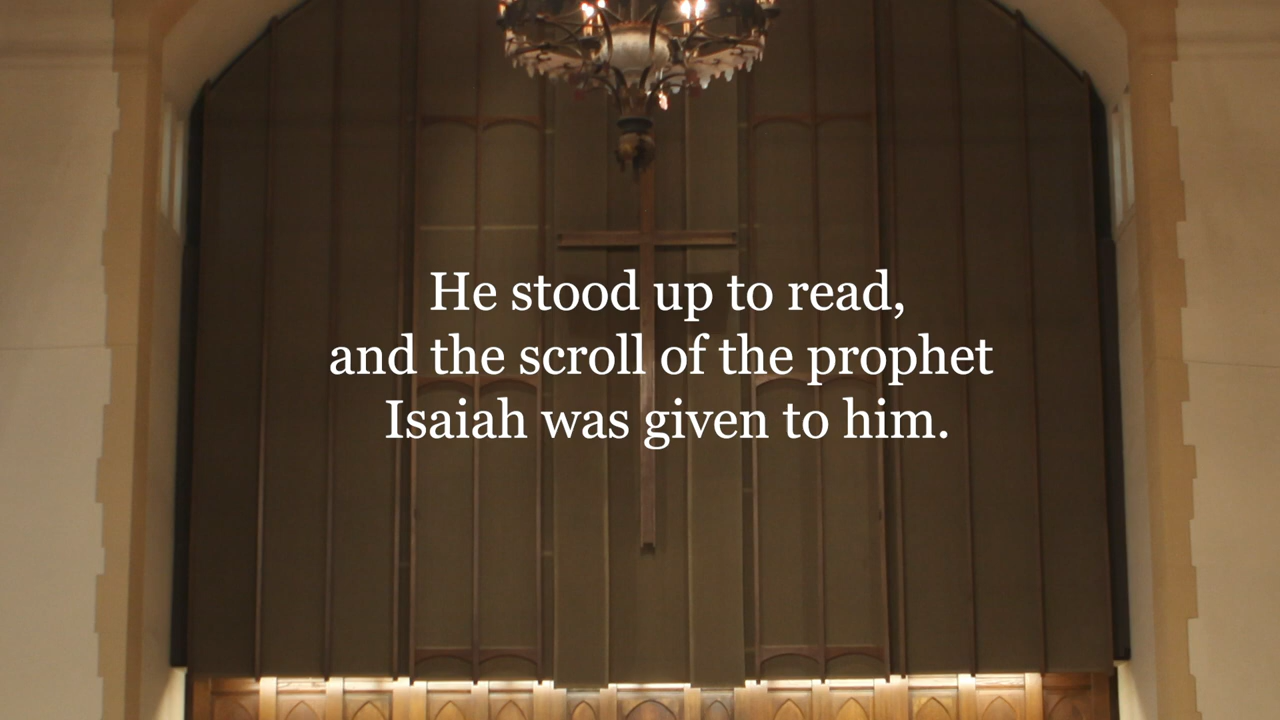 He stood up to read,
and the scroll of the prophet
Isaiah was given to him.